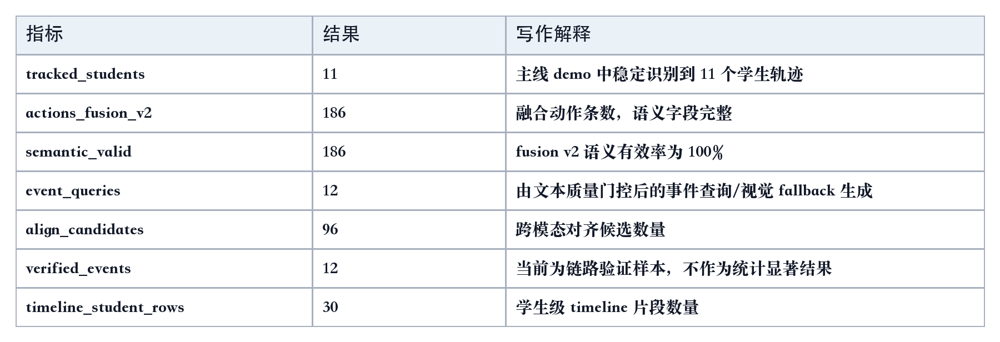 指标 结果 写作解释
tracked_students 11 主线 demo 中稳定识别到 11 个学生轨迹
actions_fusion_v2 186 融合动作条数，语义字段完整
semantic_valid 186 fusion v2 语义有效率为 100%
event_queries 12 由文本质量门控后的事件查询/视觉 fallback 生成
align_candidates 96 跨模态对齐候选数量
verified_events 12 当前为链路验证样本，不作为统计显著结果
timeline_student_rows 30 学生级 timeline 片段数量